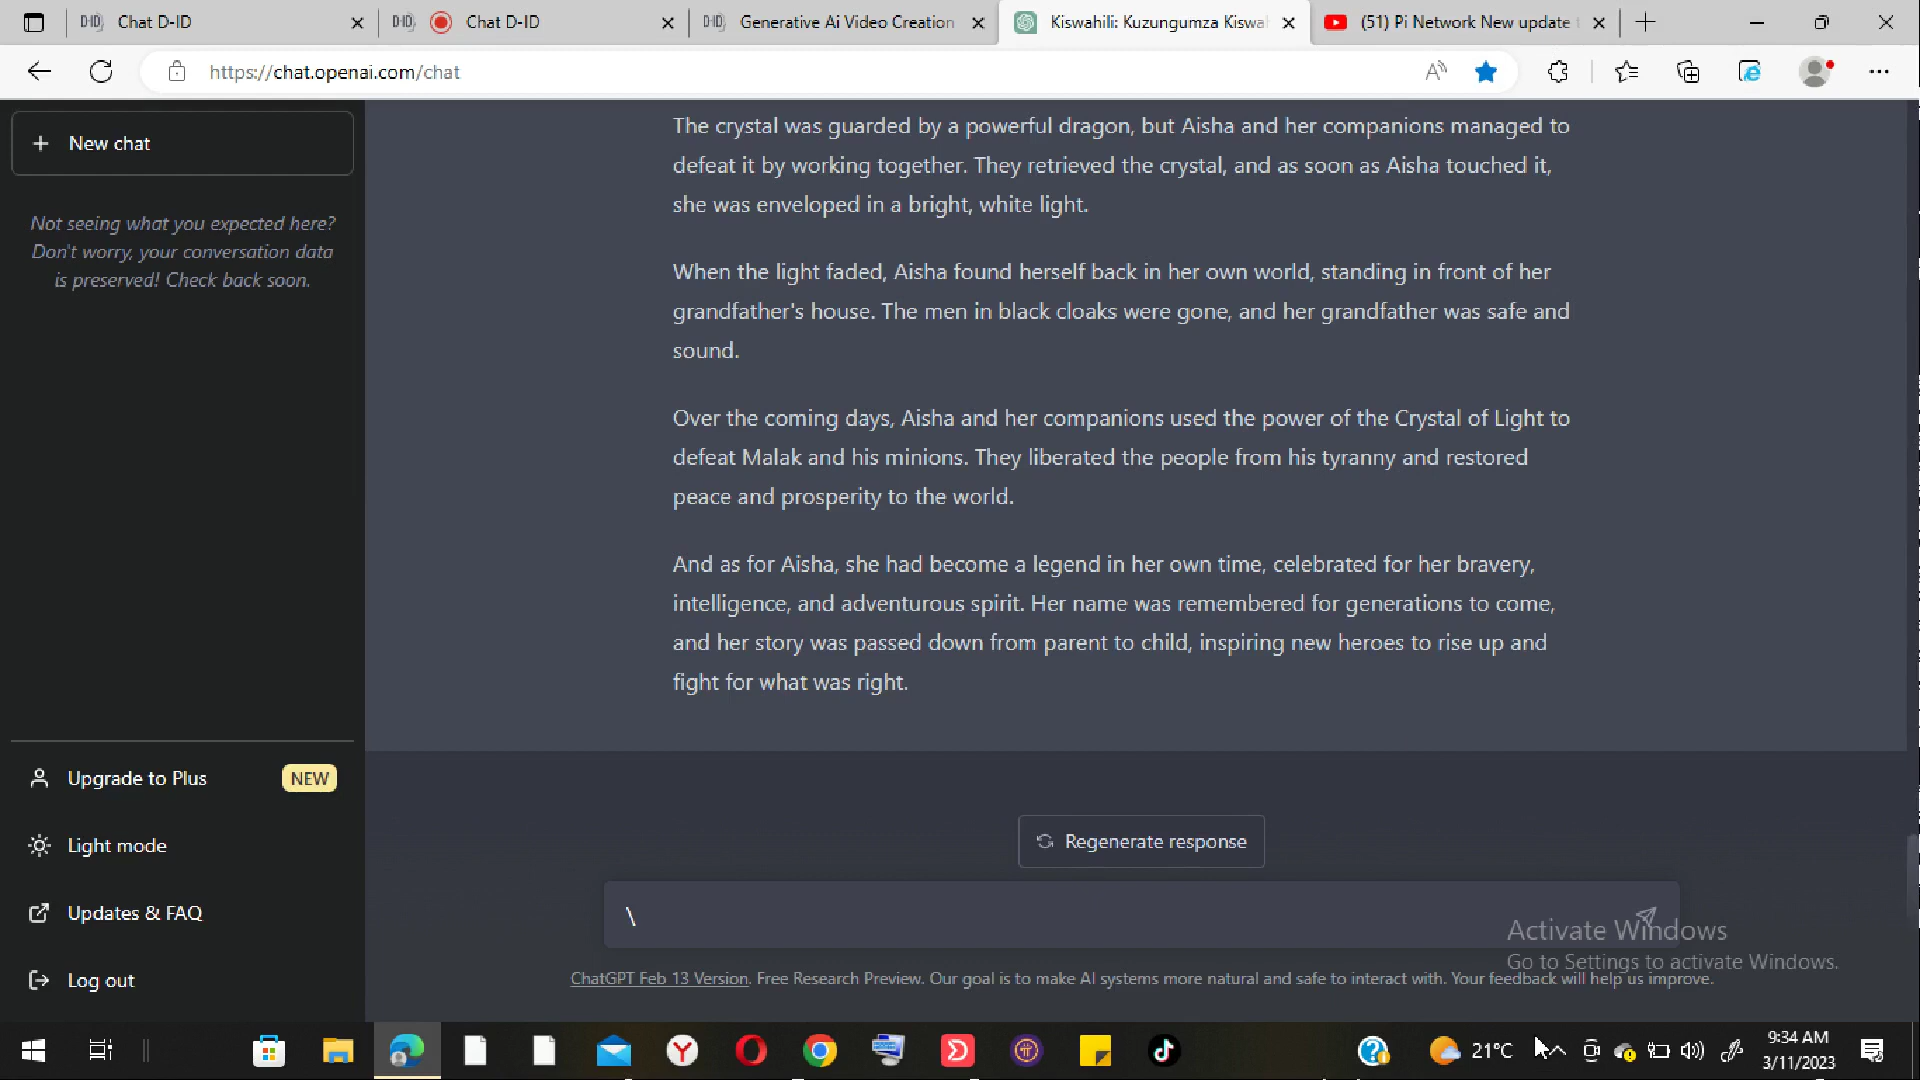 Chat D-ID
Chat D-ID
Generative Ai Video Creation
Kiswahili: Kuzungumza Kiswa
(51) Pi Network New update
https://chat.openai.com/chat
New chat
Not seeing what you expected here?
Don't worry, your conversation data
is preserved! Check back soon.
The crystal was guarded by a powerful dragon, but Aisha and her companions managed to
defeat it by working together. They retrieved the crystal, and as soon as Aisha touched it,
she was enveloped in a bright, white light.
When the light faded, Aisha found herself back in her own world, standing in front of her
grandfather's house. The men in black cloaks were gone, and her grandfather was safe and
sound.
Over the coming days, Aisha and her companions used the power of the Crystal of Light to
defeat Malak and his minions. They liberated the people from his tyranny and restored
peace and prosperity to the world.
And as for Aisha, she had become a legend in her own time, celebrated for her bravery,
intelligence, and adventurous spirit. Her name was remembered for generations to come,
and her story was passed down from parent to child, inspiring new heroes to rise up and
fight for what was right.
Upgrade to Plus NEW
Light mode
Updates & FAQ
Log out
Regenerate response
\
Activate Windows
Go to Settings to activate Windows.
ChatGPT Feb 13 Version. Free Research Preview. Our goal is to make AI systems more natural and safe to interact with. Your feedback will help us improve.
21°C
9:34 AM
3/11/2023